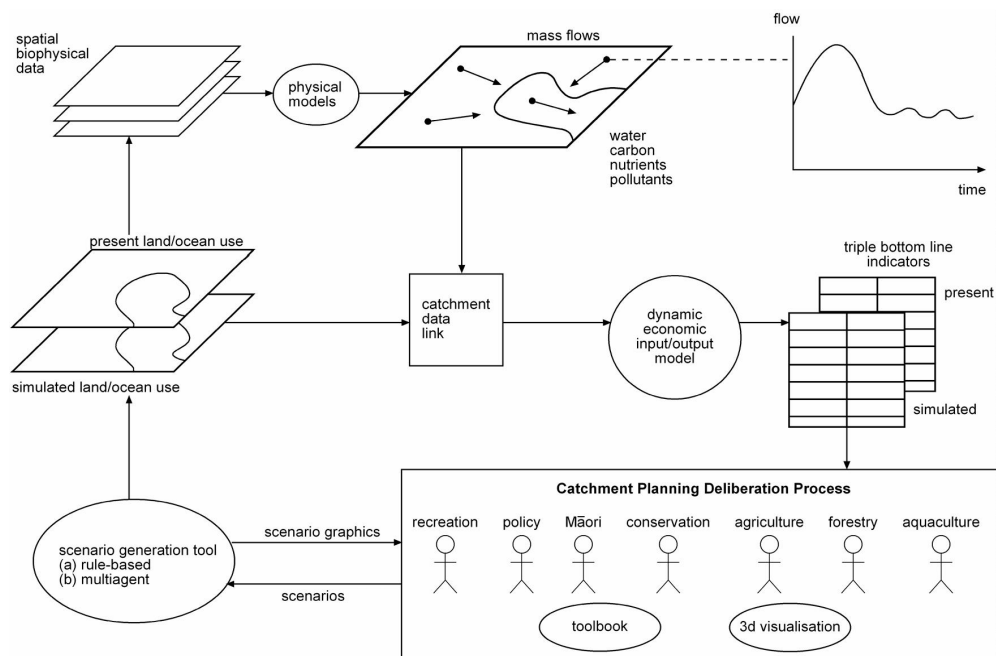 spatial
biophysical
data
physical
models
mass flows
water
carbon
nutrients
pollutants
flow
time
present land/ocean use
simulated land/ocean use
catchment
data
link
dynamic
economic
input/output
model
triple bottom line
indicators
present
simulated
scenario generation tool
(a) rule-based
(b) multiagent
scenario graphics
scenarios
Catchment Planning Deliberation Process
recreation
policy
Māori
conservation
agriculture
forestry
aquaculture
toolbook
3d visualisation